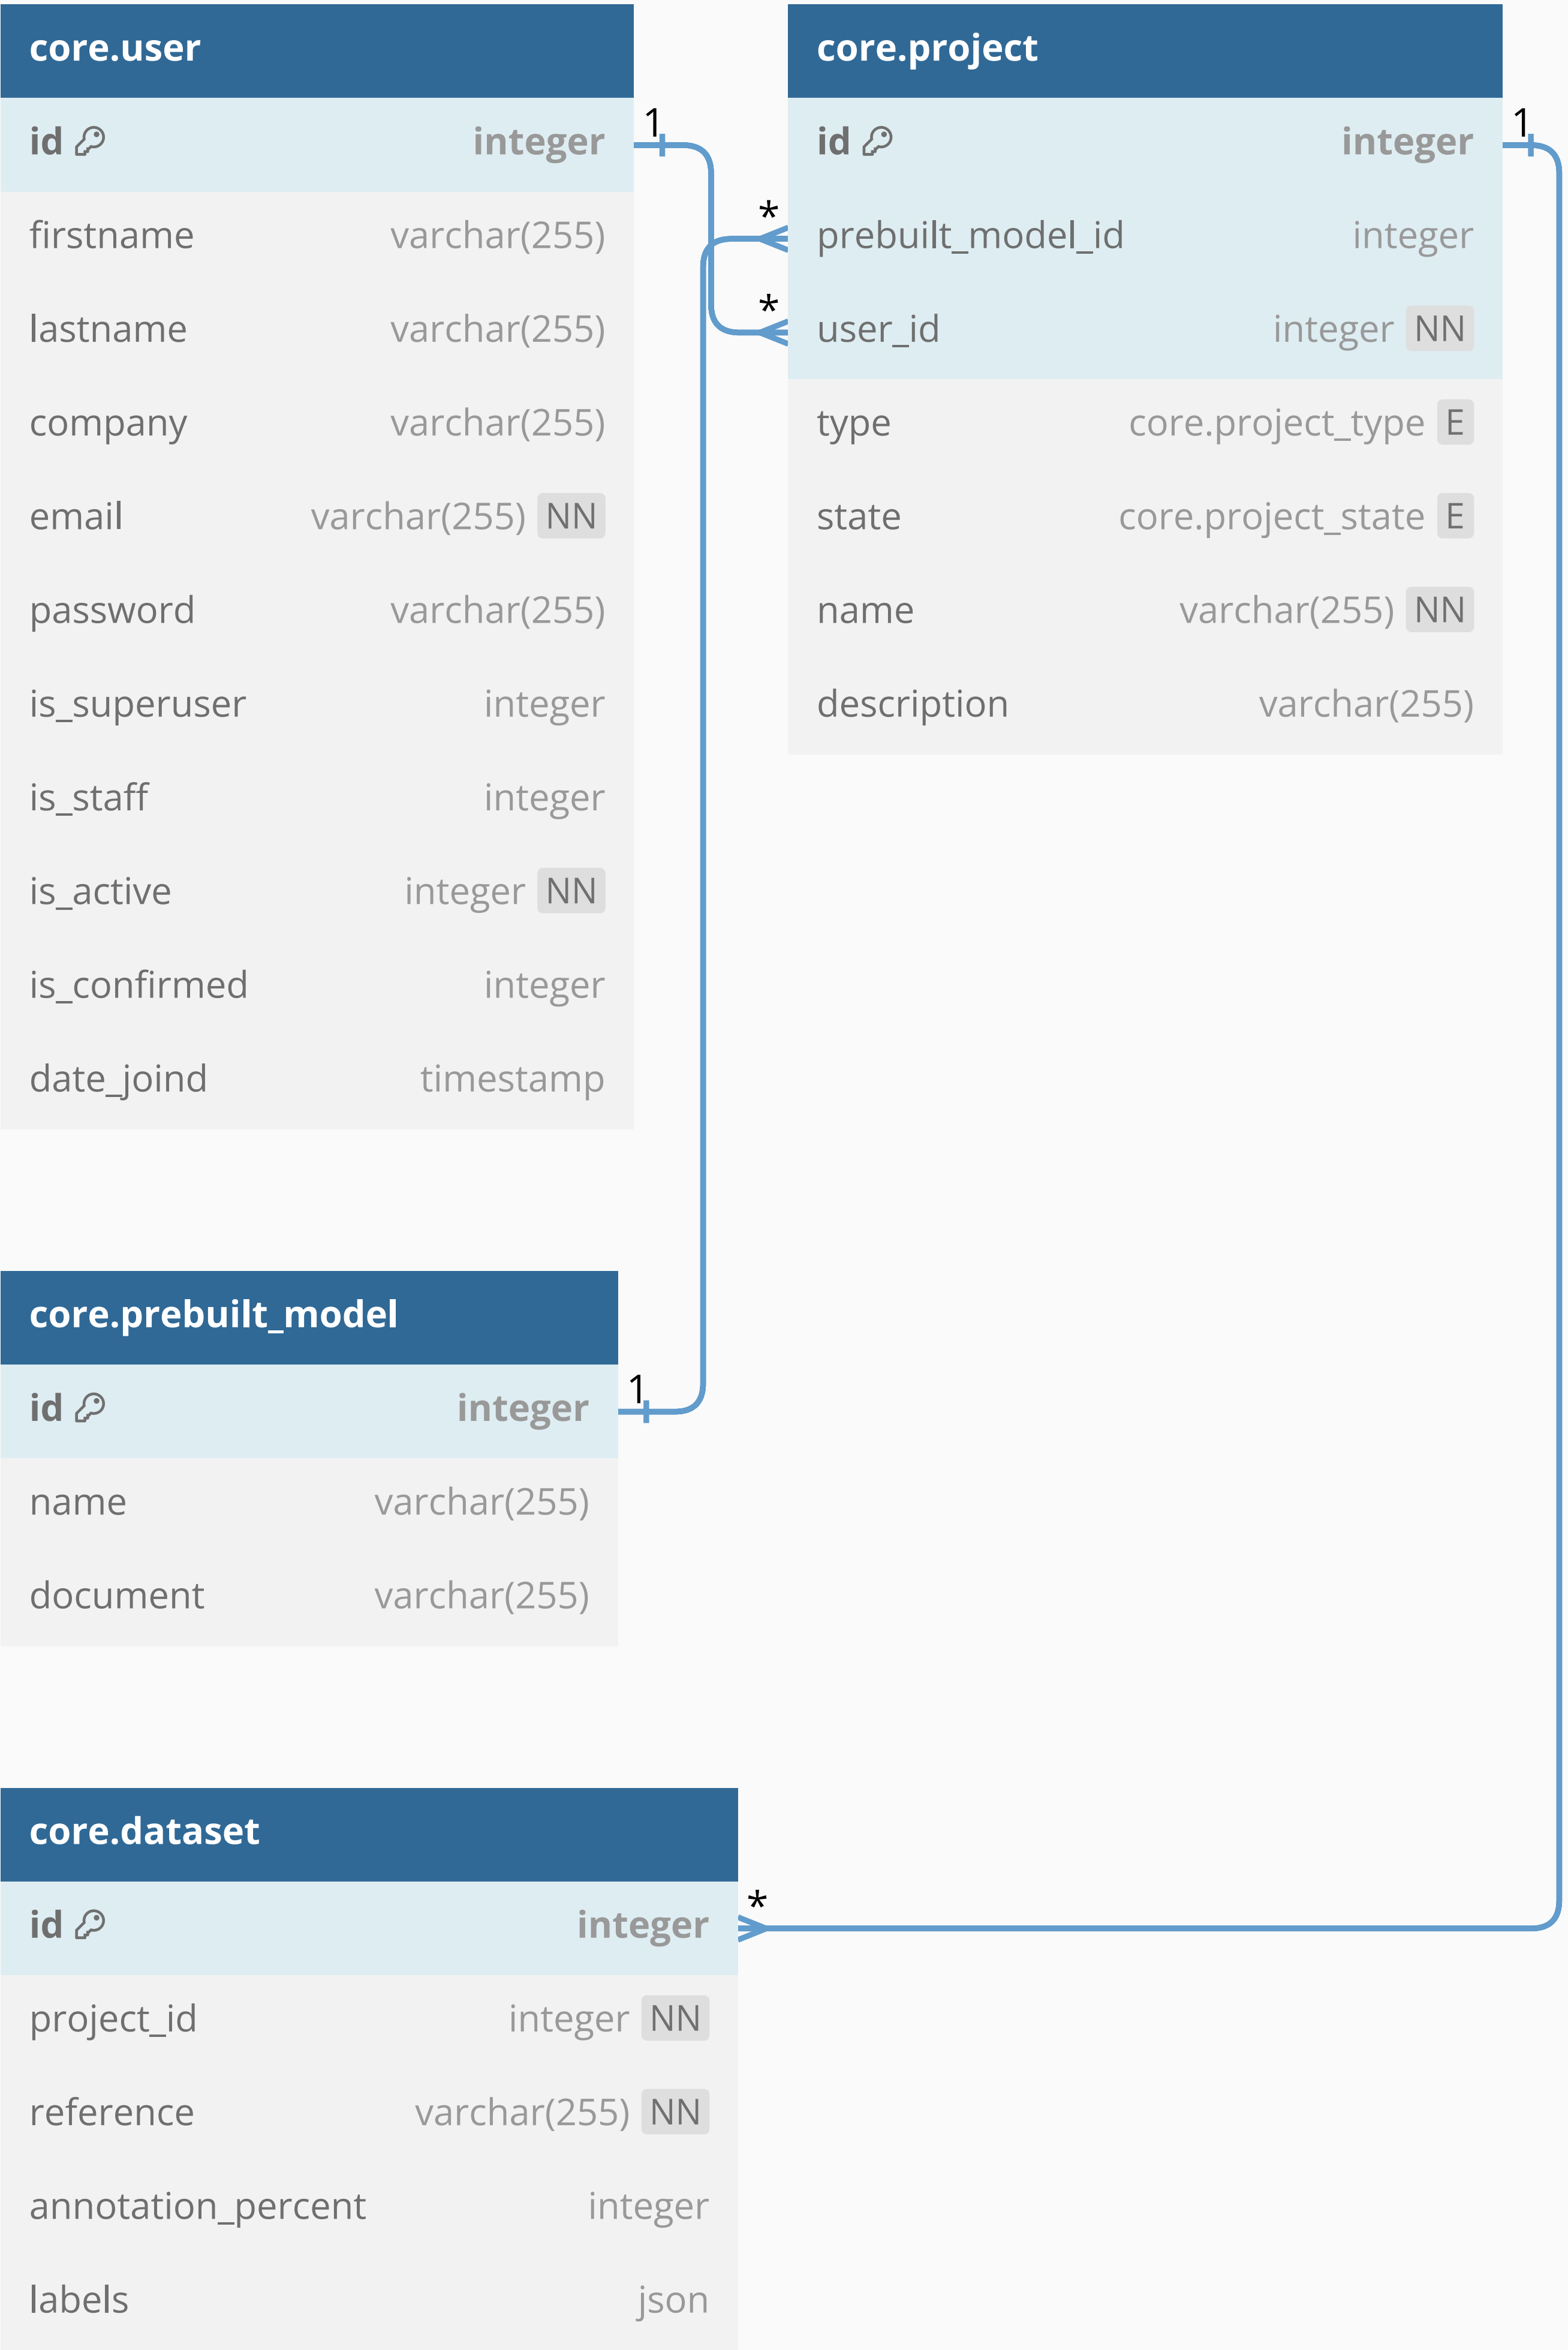 core.user
id integer 1
firstname varchar(255)
lastname varchar(255)
company varchar(255)
email varchar(255) NN
password varchar(255)
is_superuser integer
is_staff integer
is_active integer NN
is_confirmed integer
date_joind timestamp
core.project
id integer 1
* prebuilt_model_id integer
* user_id integer NN
type core.project_type E
state core.project_state E
name varchar(255) NN
description varchar(255)
core.prebuilt_model
id integer 1
name varchar(255)
document varchar(255)
core.dataset
id integer *
project_id integer NN
reference varchar(255) NN
annotation_percent integer
labels json